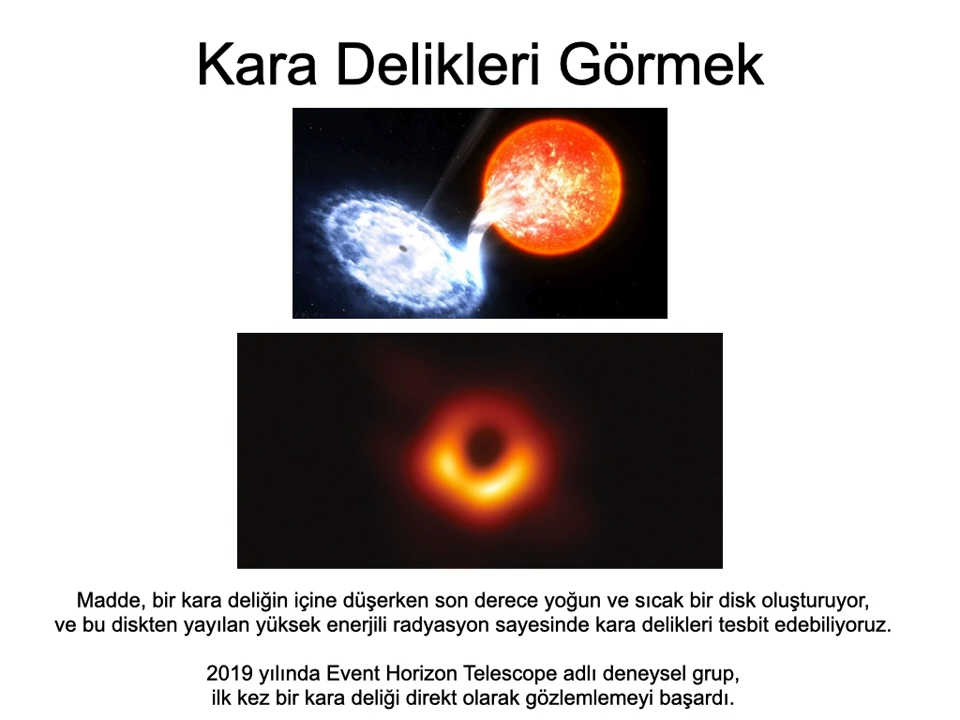 Kara Delikleri Görmek
Madde, bir kara deliğin içine düşerken son derece yoğun ve sıcak bir disk oluşturuyor,
ve bu diskten yayılan yüksek enerjili radyasyon sayesinde kara delikleri tesbit edebiliyoruz.
2019 yılında Event Horizon Telescope adlı deneysel grup,
ilk kez bir kara deliği direkt olarak gözlemlemeyi başardı.